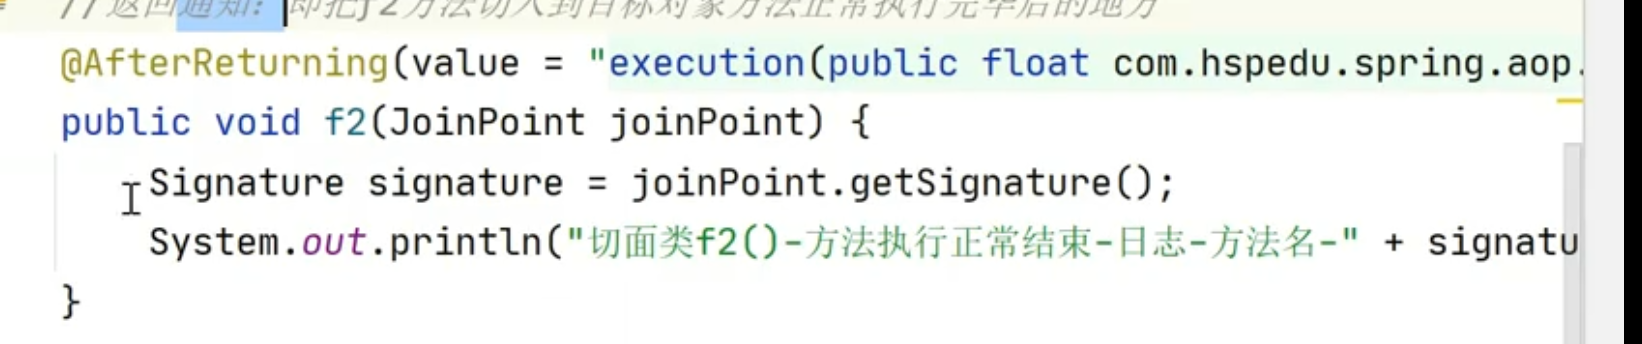 //返回通知：即把f2方法切入到目标对象方法正常执行完毕后的地方
@AfterReturning(value = "execution(public float com.hspedu.spring.aop.
public void f2(JoinPoint joinPoint) {
Signature signature = joinPoint.getSignature();
System.out.println("切面类f2()-方法执行正常结束-日志-方法名-" + signatu
}